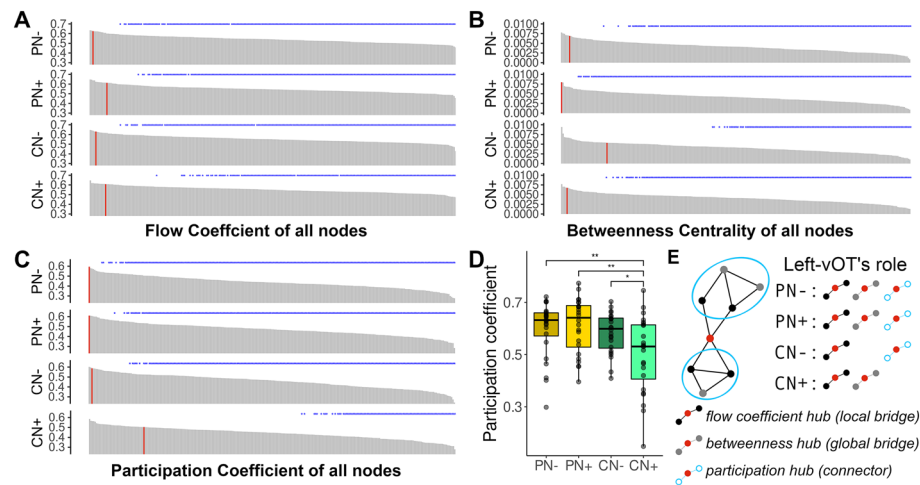 A
PN-
0.7
0.6
0.5
0.4
0.3
PN+
0.7
0.6
0.5
0.4
0.3
CN-
0.7
0.6
0.5
0.4
0.3
CN+
0.7
0.6
0.5
0.4
0.3
Flow Coeffcient of all nodes
B
PN-
0.0100
0.0075
0.0050
0.0025
0.0000
PN+
0.0100
0.0075
0.0050
0.0025
0.0000
CN-
0.0100
0.0075
0.0050
0.0025
0.0000
CN+
0.0100
0.0075
0.0050
0.0025
0.0000
Betweenness Centrality of all nodes
C
PN-
0.6
0.5
0.4
0.3
PN+
0.6
0.5
0.4
0.3
CN-
0.6
0.5
0.4
0.3
CN+
0.6
0.5
0.4
0.3
Participation Coefficient of all nodes
D
Participation coefficient
0.7
0.5
0.3
**
**
*
PN- PN+ CN- CN+
E
Left-vOT's role
PN-:
PN+:
CN-:
CN+:
flow coefficient hub (local bridge)
betweenness hub (global bridge)
participation hub (connector)